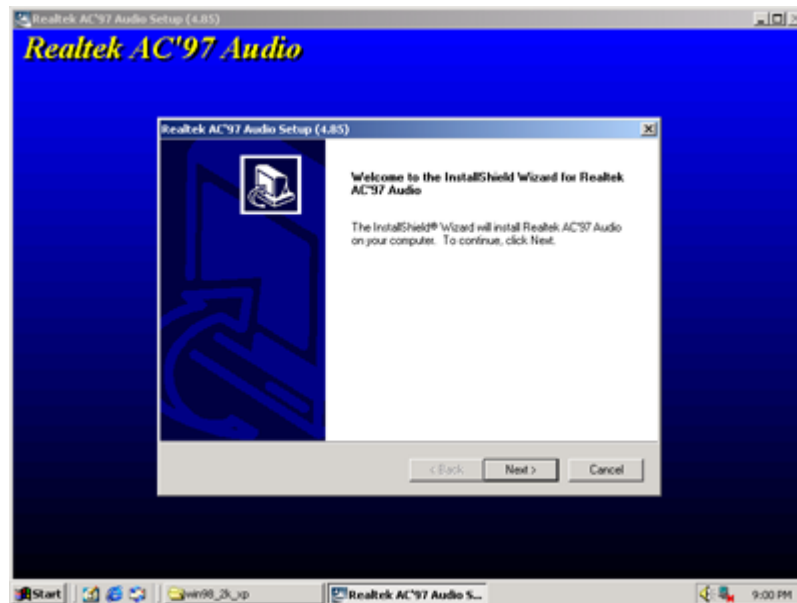 Realtek AC'97 Audio Setup (4.85)
Realtek AC'97 Audio
Realtek AC'97 Audio Setup (4.85)
Welcome to the InstallShield Wizard for Realtek
AC'97 Audio
The InstallShield® Wizard will install Realtek AC'97 Audio
on your computer. To continue, click Next.
< Back
Next >
Cancel
Start
win98_2k_xp
Realtek AC'97 Audio S...
9:00 PM